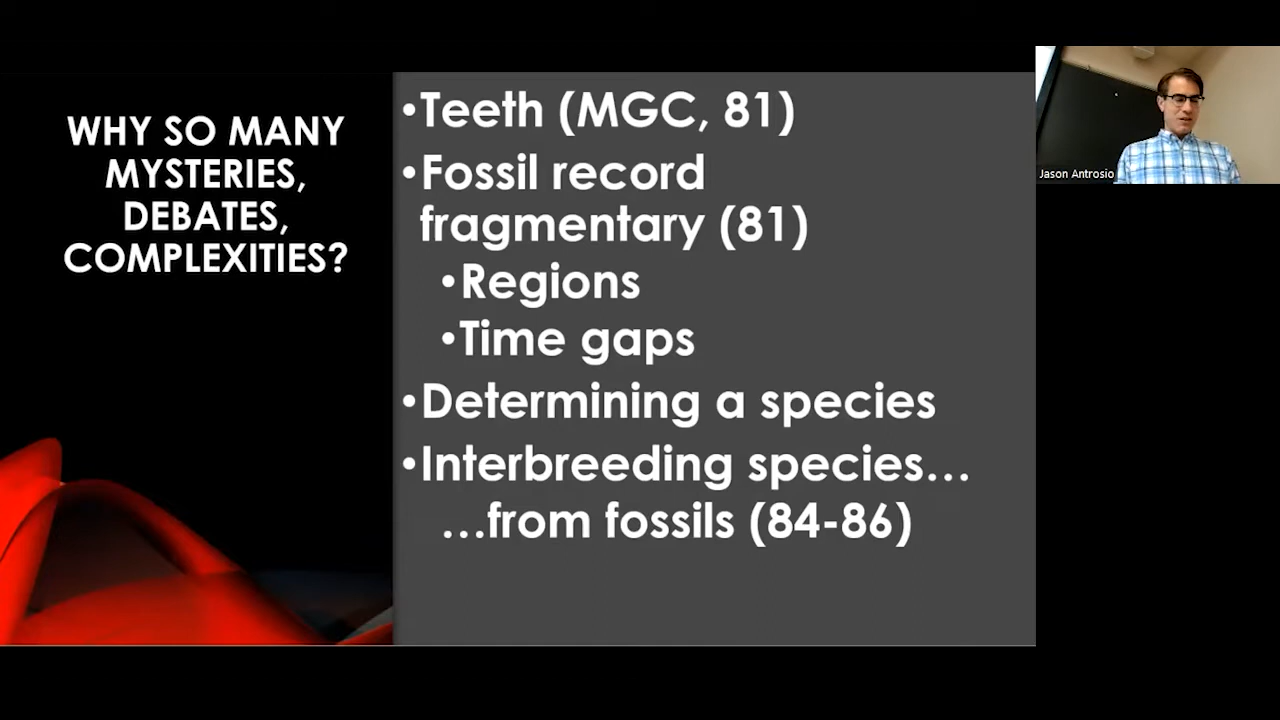 WHY SO MANY
MYSTERIES,
DEBATES,
COMPLEXITIES?
•Teeth (MGC, 81)
•Fossil record
fragmentary (81)
•Regions
•Time gaps
•Determining a species
•Interbreeding species…
…from fossils (84-86)
Jason Antrosio